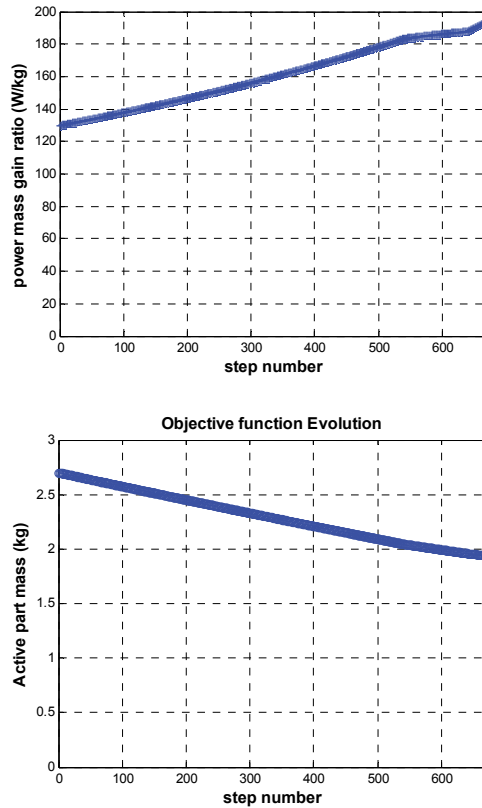 200
180
160
140
120
100
80
60
40
20
0
power mass gain ratio (W/kg)
0 100 200 300 400 500 600
step number
Objective function Evolution
3
2.5
2
1.5
1
0.5
0
Active part mass (kg)
0 100 200 300 400 500 600
step number